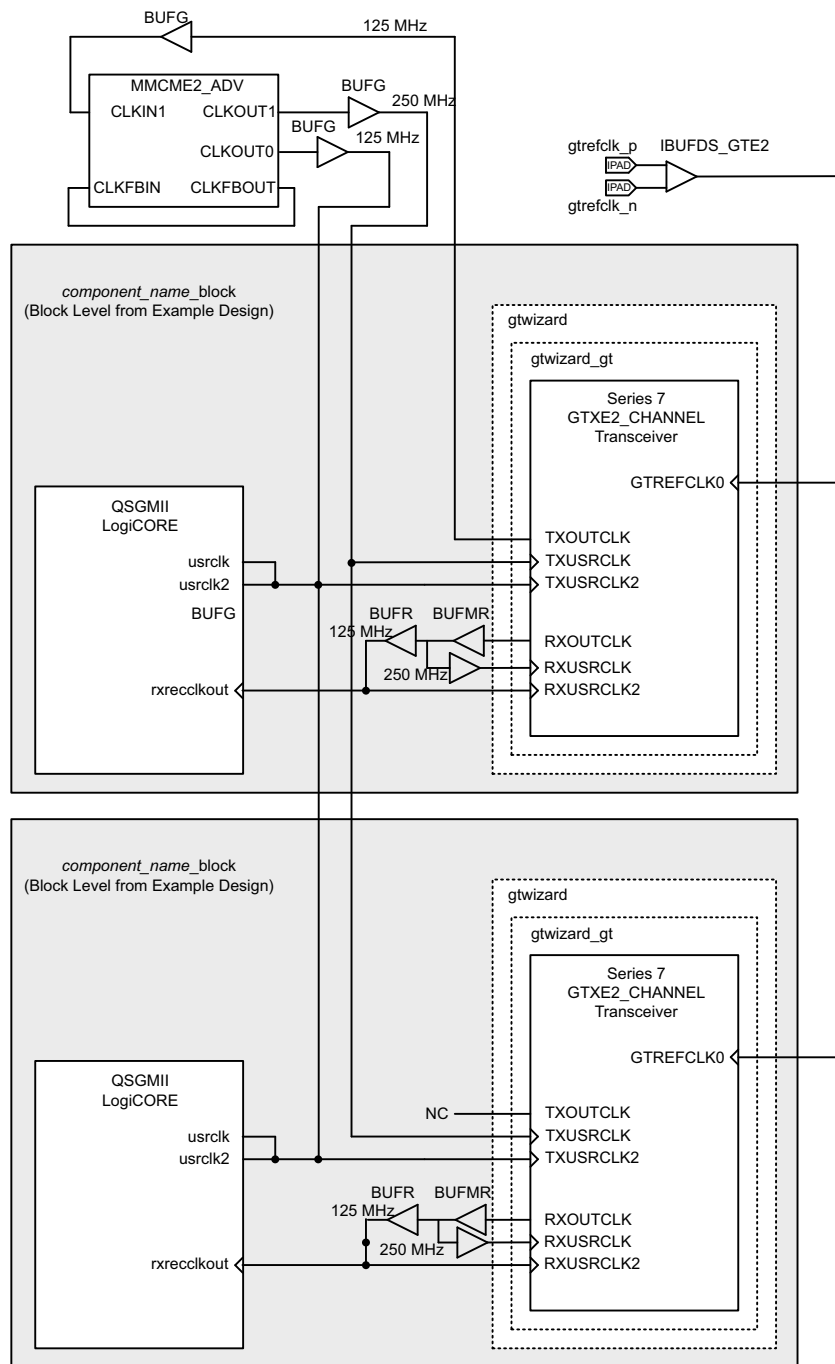 BUFG
125 MHz
MMCME2_ADV
CLKIN1
CLKOUT1
CLKOUT0
CLKFBIN
CLKFBOUT
BUFG
250 MHz
BUFG
125 MHz
gtrefclk_p
IBUFDS_GTE2
IPAD
IPAD
gtrefclk_n
component_name_block
(Block Level from Example Design)
gtwizard
gtwizard_gt
Series 7
GTXE2_CHANNEL
Transceiver
GTREFCLK0
QSGMII
LogiCORE
TXOUTCLK
usrclk
TXUSRCLK
usrclk2
TXUSRCLK2
BUFG
BUFR
BUFMR
125 MHz
RXOUTCLK
250 MHz
RXUSRCLK
rxrecclkout
RXUSRCLK2
component_name_block
(Block Level from Example Design)
gtwizard
gtwizard_gt
Series 7
GTXE2_CHANNEL
Transceiver
GTREFCLK0
QSGMII
LogiCORE
NC
TXOUTCLK
usrclk
TXUSRCLK
usrclk2
TXUSRCLK2
BUFR
BUFMR
125 MHz
RXOUTCLK
250 MHz
RXUSRCLK
rxrecclkout
RXUSRCLK2